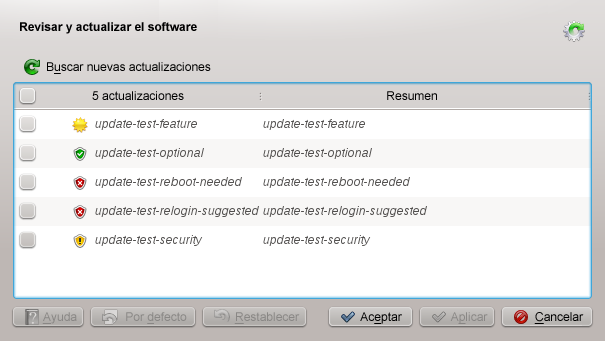 Revisar y actualizar el software
Buscar nuevas actualizaciones
5 actualizaciones Resumen
update-test-feature update-test-feature
update-test-optional update-test-optional
update-test-reboot-needed update-test-reboot-needed
update-test-relogin-suggested update-test-relogin-suggested
update-test-security update-test-security
Ayuda Por defecto Restablecer Aceptar Aplicar Cancelar